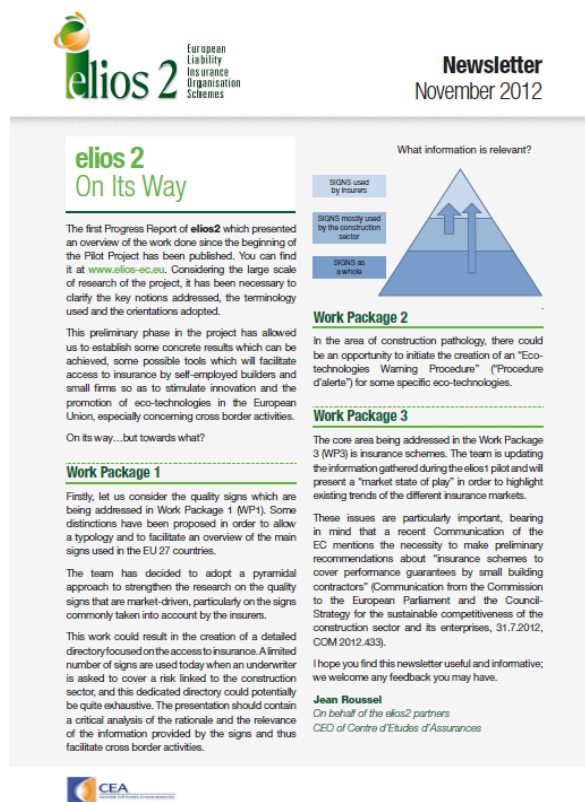 elios 2
European
Liability
Insurance
Organisation
Schemes
Newsletter
November 2012
elios 2
On Its Way
The first Progress Report of elios2 which presented
an overview of the work done since the beginning of
the Pilot Project has been published. You can find
it at www.elios-ec.eu. Considering the large scale
of research of the project, it has been necessary to
clarify the key notions addressed, the terminology
used and the orientations adopted.
This preliminary phase in the project has allowed
us to establish some concrete results which can be
achieved, some possible tools which will facilitate
access to insurance by self-employed builders and
small firms so as to stimulate innovation and the
promotion of eco-technologies in the European
Union, especially concerning cross border activities.
On its way...but towards what?
Work Package 1
Firstly, let us consider the quality signs which are
being addressed in Work Package 1 (WP1). Some
distinctions have been proposed in order to allow
a typology and to facilitate an overview of the main
signs used in the EU 27 countries.
The team has decided to adopt a pyramidal
approach to strengthen the research on the quality
signs that are market-driven, particularly on the signs
commonly taken into account by the insurers.
This work could result in the creation of a detailed
directory focused on the access to insurance. A limited
number of signs are used today when an underwriter
is asked to cover a risk linked to the construction
sector, and this dedicated directory could potentially
be quite exhaustive. The presentation should contain
a critical analysis of the rationale and the relevance
of the information provided by the signs and thus
facilitate cross border activities.
What information is relevant?
SIGNS used
by insurers
SIGNS mostly used
by the construction
sector
SIGNS as
a whole
Work Package 2
In the area of construction pathology, there could
be an opportunity to initiate the creation of an "Eco-
technologies Warning Procedure" ("Procedure
d'alerte") for some specific eco-technologies.
Work Package 3
The core area being addressed in the Work Package
3 (WP3) is insurance schemes. The team is updating
the information gathered during the elios1 pilot and will
present a "market state of play" in order to highlight
existing trends of the different insurance markets.
These issues are particularly important, bearing
in mind that a recent Communication of the
EC mentions the necessity to make preliminary
recommendations about "insurance schemes to
cover performance guarantees by small building
contractors" (Communication from the Commission
to the European Parliament and the Council-
Strategy for the sustainable competitiveness of the
construction sector and its enterprises, 31.7.2012,
COM 2012.433).
I hope you find this newsletter useful and informative;
we welcome any feedback you may have.
Jean Roussel
On behalf of the elios2 partners
CEO of Centre d'Etudes d'Assurances
CEA